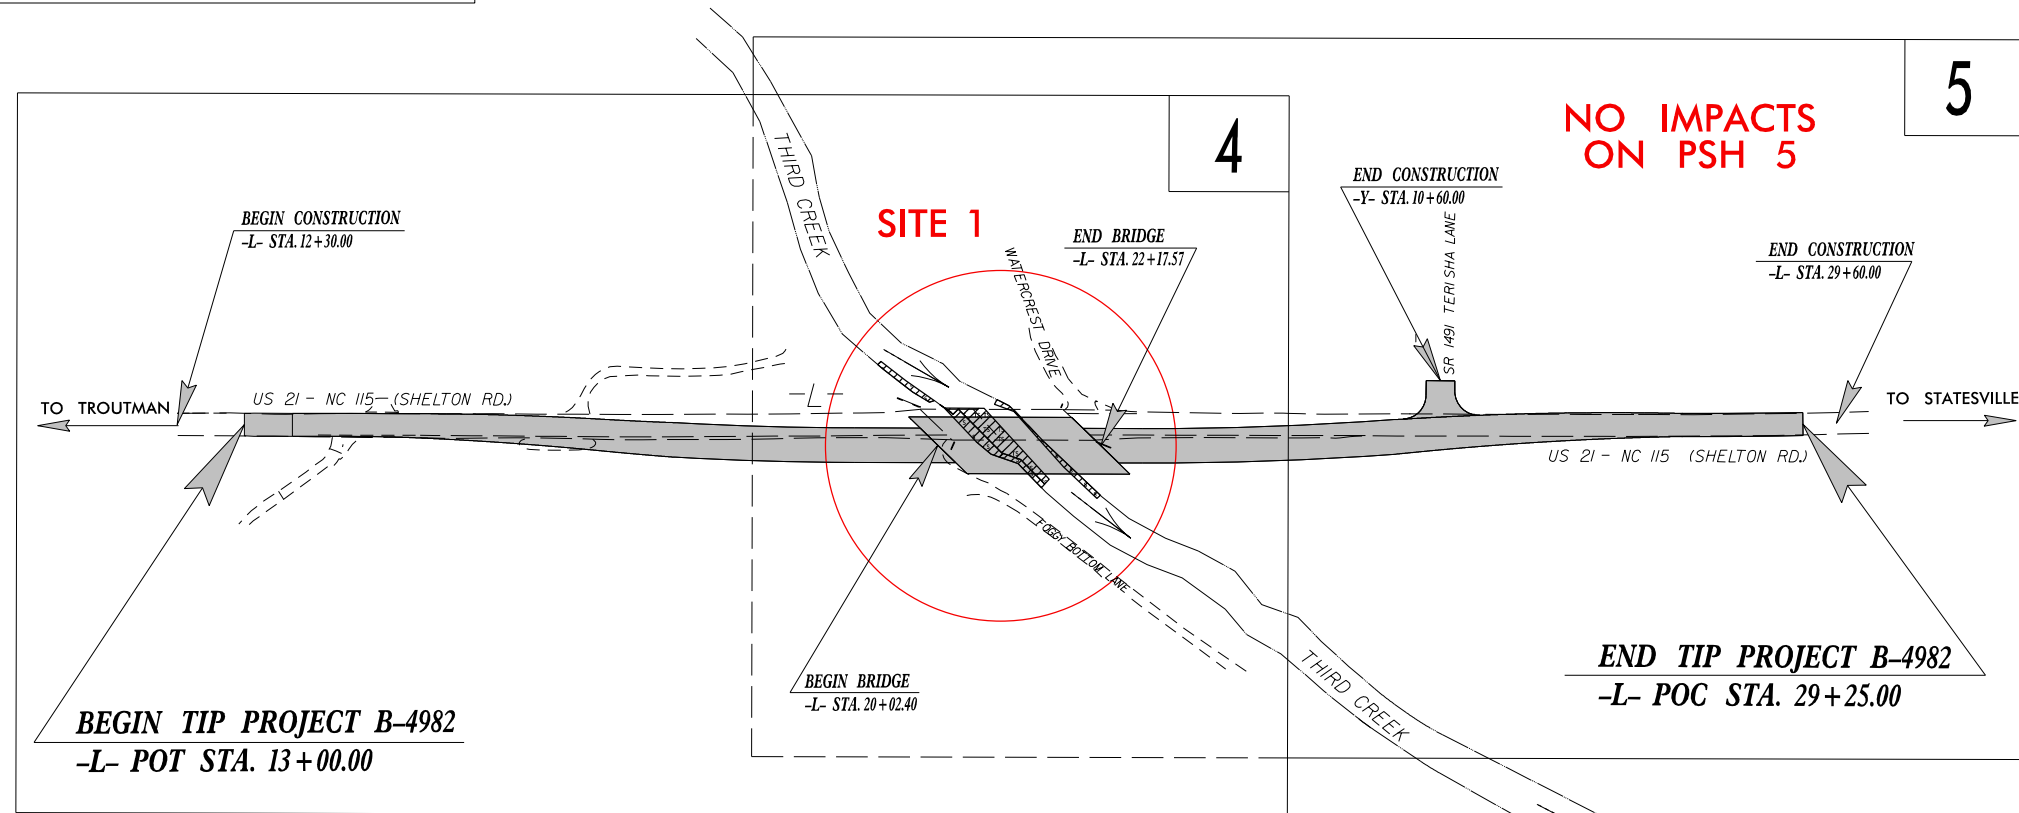 5
NO IMPACTS
ON PSH 5
4
THIRD CREEK
END CONSTRUCTION
-Y- STA. 10+60.00
SITE 1
BEGIN CONSTRUCTION
-L- STA. 12+30.00
END BRIDGE
-L- STA. 22+17.57
WATERCREST DRIVE
SR 1491 TERISHA LANE
END CONSTRUCTION
-L- STA. 29+60.00
TO TROUTMAN
US 21 - NC 115 (SHELTON RD.)
-L-
TO STATESVILLE
US 21 - NC 115 (SHELTON RD.)
FOGGY BOTTOM LANE
BEGIN BRIDGE
-L- STA. 20+02.40
THIRD CREEK
END TIP PROJECT B-4982
-L- POC STA. 29+25.00
BEGIN TIP PROJECT B-4982
-L- POT STA. 13+00.00